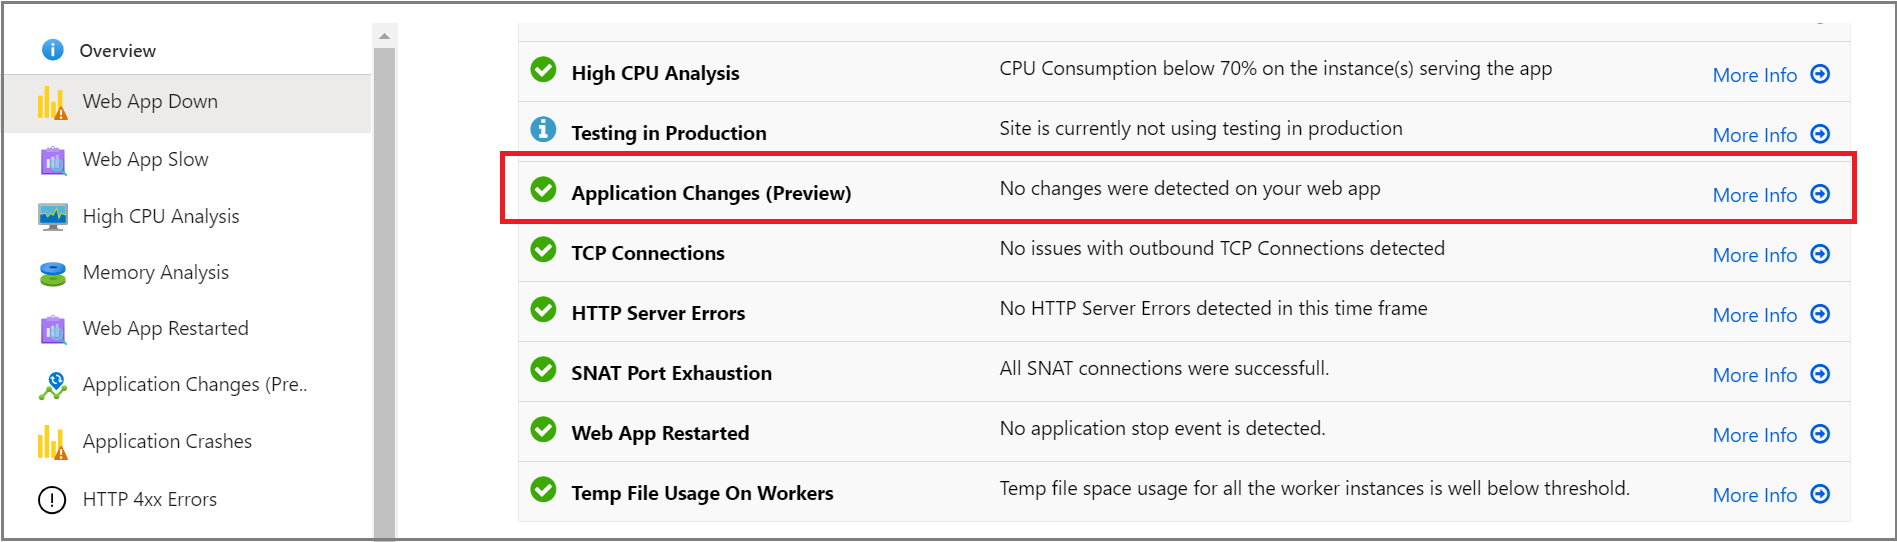 Overview
Web App Down
Web App Slow
High CPU Analysis
Memory Analysis
Web App Restarted
Application Changes (Pre..
Application Crashes
HTTP 4xx Errors
High CPU Analysis CPU Consumption below 70% on the instance(s) serving the app More Info
Testing in Production Site is currently not using testing in production More Info
Application Changes (Preview) No changes were detected on your web app More Info
TCP Connections No issues with outbound TCP Connections detected More Info
HTTP Server Errors No HTTP Server Errors detected in this time frame More Info
SNAT Port Exhaustion All SNAT connections were successfull. More Info
Web App Restarted No application stop event is detected. More Info
Temp File Usage On Workers Temp file space usage for all the worker instances is well below threshold. More Info